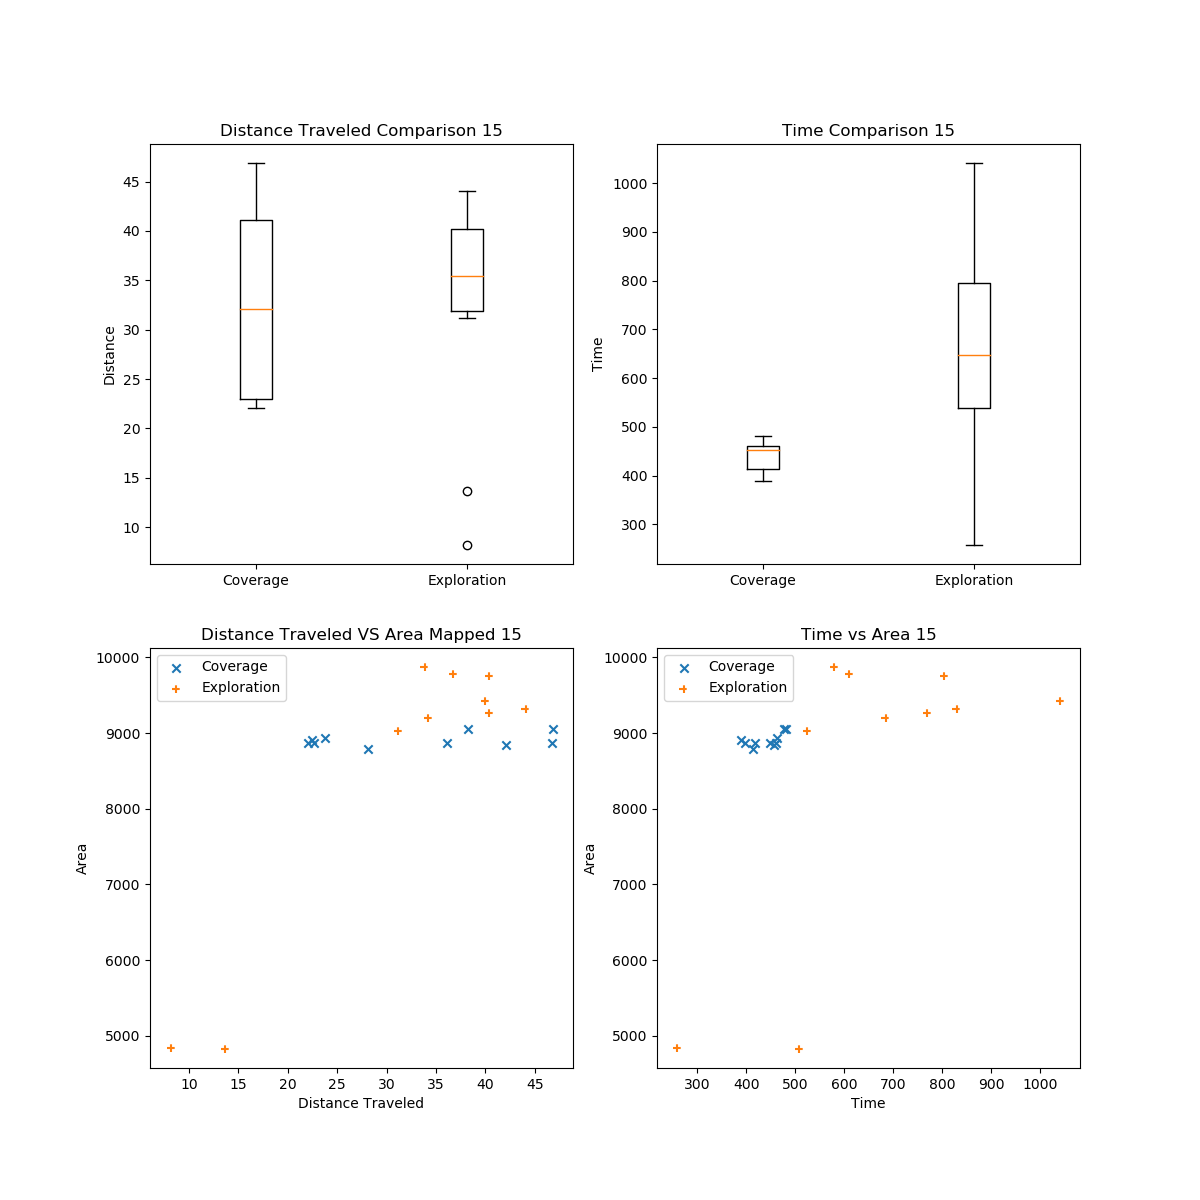 Distance Traveled Comparison 15
Distance
45
40
35
30
25
20
15
10
Coverage
Exploration
Time Comparison 15
Time
1000
900
800
700
600
500
400
300
Coverage
Exploration
Distance Traveled VS Area Mapped 15
Coverage
Exploration
Area
10000
9000
8000
7000
6000
5000
10
15
20
25
30
35
40
45
Distance Traveled
Time vs Area 15
Coverage
Exploration
Area
10000
9000
8000
7000
6000
5000
300
400
500
600
700
800
900
1000
Time